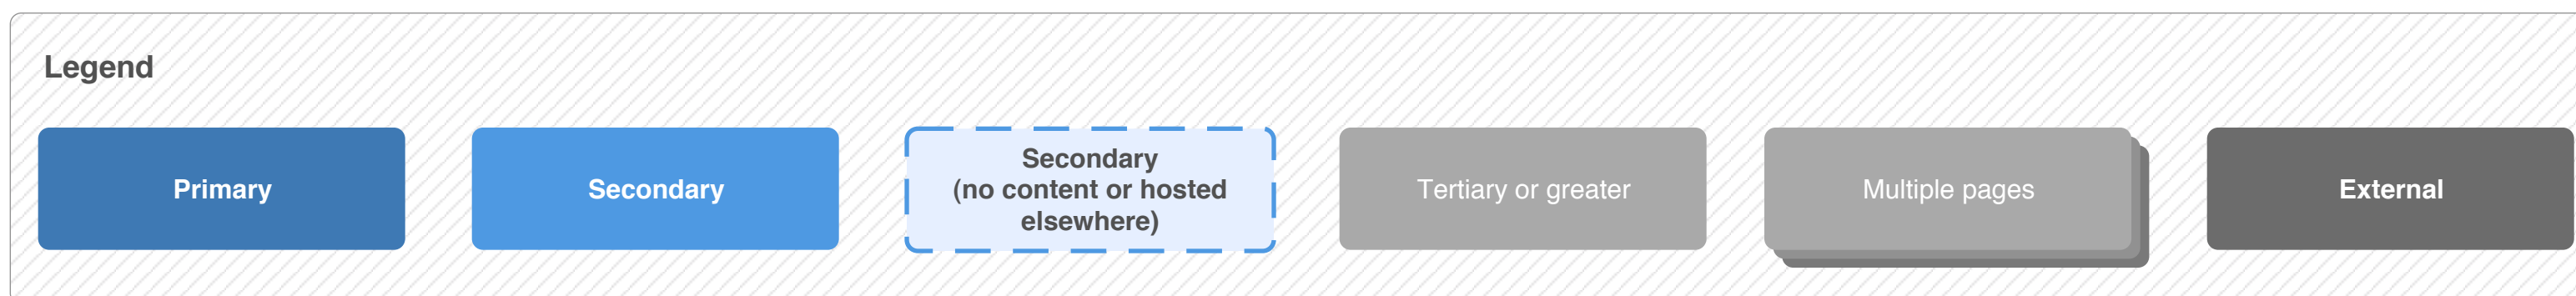 Legend
Primary
Secondary
Secondary
(no content or hosted
elsewhere)
Tertiary or greater
Multiple pages
External